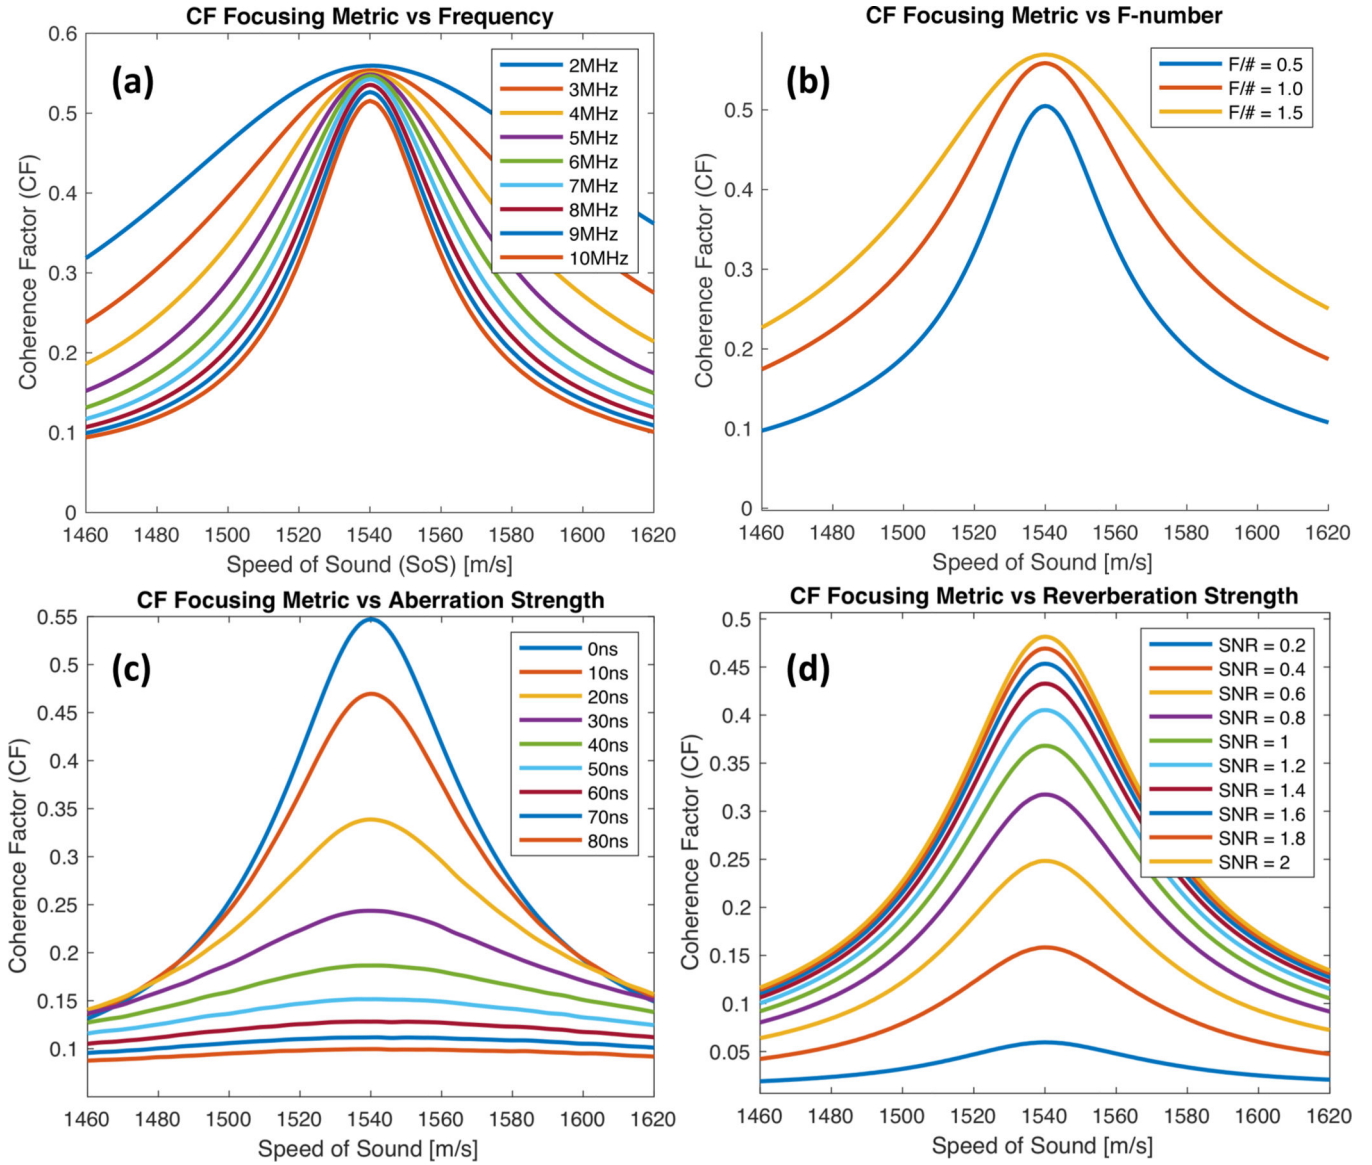 CF Focusing Metric vs Frequency
(a)
2MHz
3MHz
4MHz
5MHz
6MHz
7MHz
8MHz
9MHz
10MHz
Coherence Factor (CF)
0.6
0.5
0.4
0.3
0.2
0.1
0
1460 1480 1500 1520 1540 1560 1580 1600 1620
Speed of Sound (SoS) [m/s]
CF Focusing Metric vs F-number
(b)
F/# = 0.5
F/# = 1.0
F/# = 1.5
Coherence Factor (CF)
0.5
0.4
0.3
0.2
0.1
0
1460 1480 1500 1520 1540 1560 1580 1600 1620
Speed of Sound [m/s]
CF Focusing Metric vs Aberration Strength
(c)
0ns
10ns
20ns
30ns
40ns
50ns
60ns
70ns
80ns
Coherence Factor (CF)
0.55
0.5
0.45
0.4
0.35
0.3
0.25
0.2
0.15
0.1
1460 1480 1500 1520 1540 1560 1580 1600 1620
Speed of Sound [m/s]
CF Focusing Metric vs Reverberation Strength
(d)
SNR = 0.2
SNR = 0.4
SNR = 0.6
SNR = 0.8
SNR = 1
SNR = 1.2
SNR = 1.4
SNR = 1.6
SNR = 1.8
SNR = 2
Coherence Factor (CF)
0.5
0.45
0.4
0.35
0.3
0.25
0.2
0.15
0.1
0.05
1460 1480 1500 1520 1540 1560 1580 1600 1620
Speed of Sound [m/s]